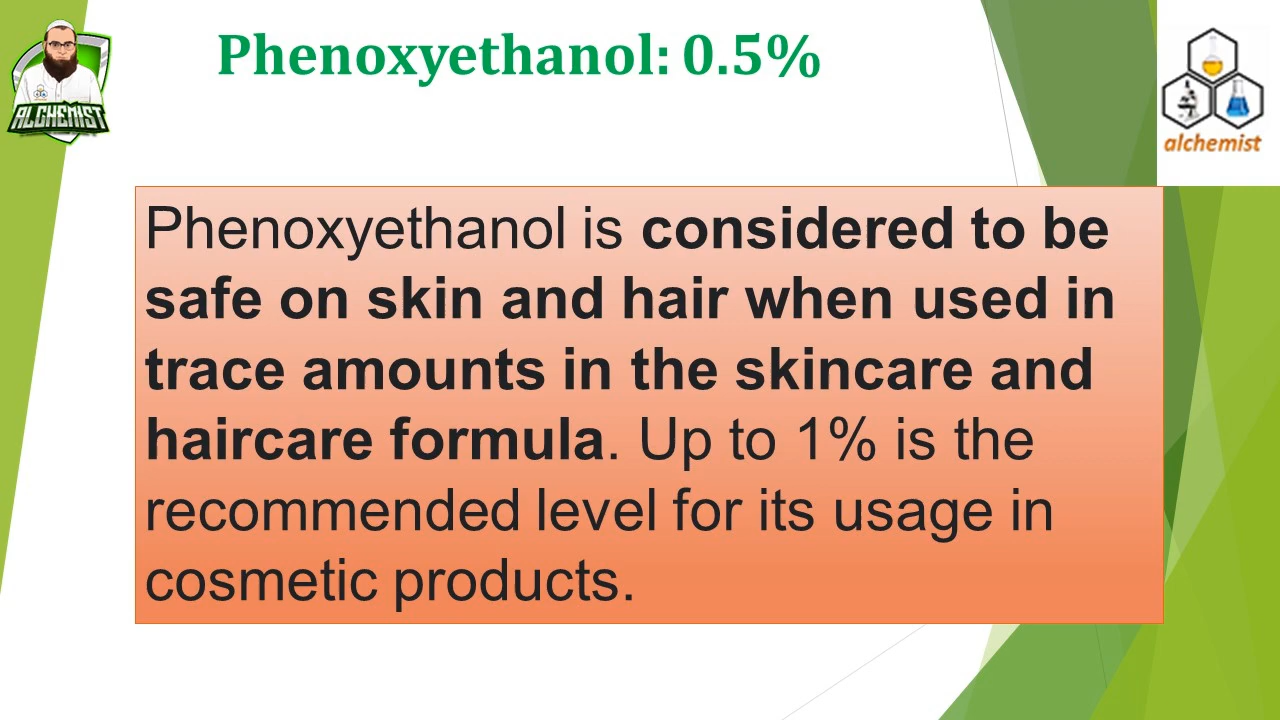 Phenoxyethanol: 0.5%
ALCHEMIST
alchemist
Phenoxyethanol is considered to be
safe on skin and hair when used in
trace amounts in the skincare and
haircare formula. Up to 1% is the
recommended level for its usage in
cosmetic products.